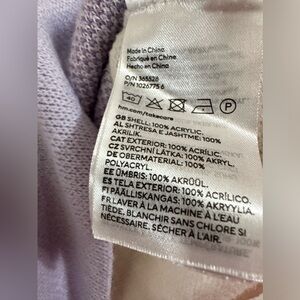 Made in China
Fabriqué en Chine
Hecho en China
O/N 365528
P/N 1026775 6
40 P
hm.com/takecare
GB SHELL: 100% ACRYLIC.
AL SHTRESA E JASHTME: 100%
AKRILIK.
CAT EXTERIOR: 100% ACRÍLIC.
CZ SVRCHNÍ LÁTKA: 100% AKRYL.
DE OBERMATERIAL: 100%
POLYACRYL.
EE ÜMBRIS: 100% AKRÜÜL.
ES TELA EXTERIOR: 100% ACRÍLICO.
FI PÄÄLLISKANGAS: 100% AKRYYLIA.
FR LAVER À LA MACHINE À L'EAU
TIÈDE, BLANCHIR SANS CHLORE SI
NÉCESSAIRE, SÉCHER À L'AIR.